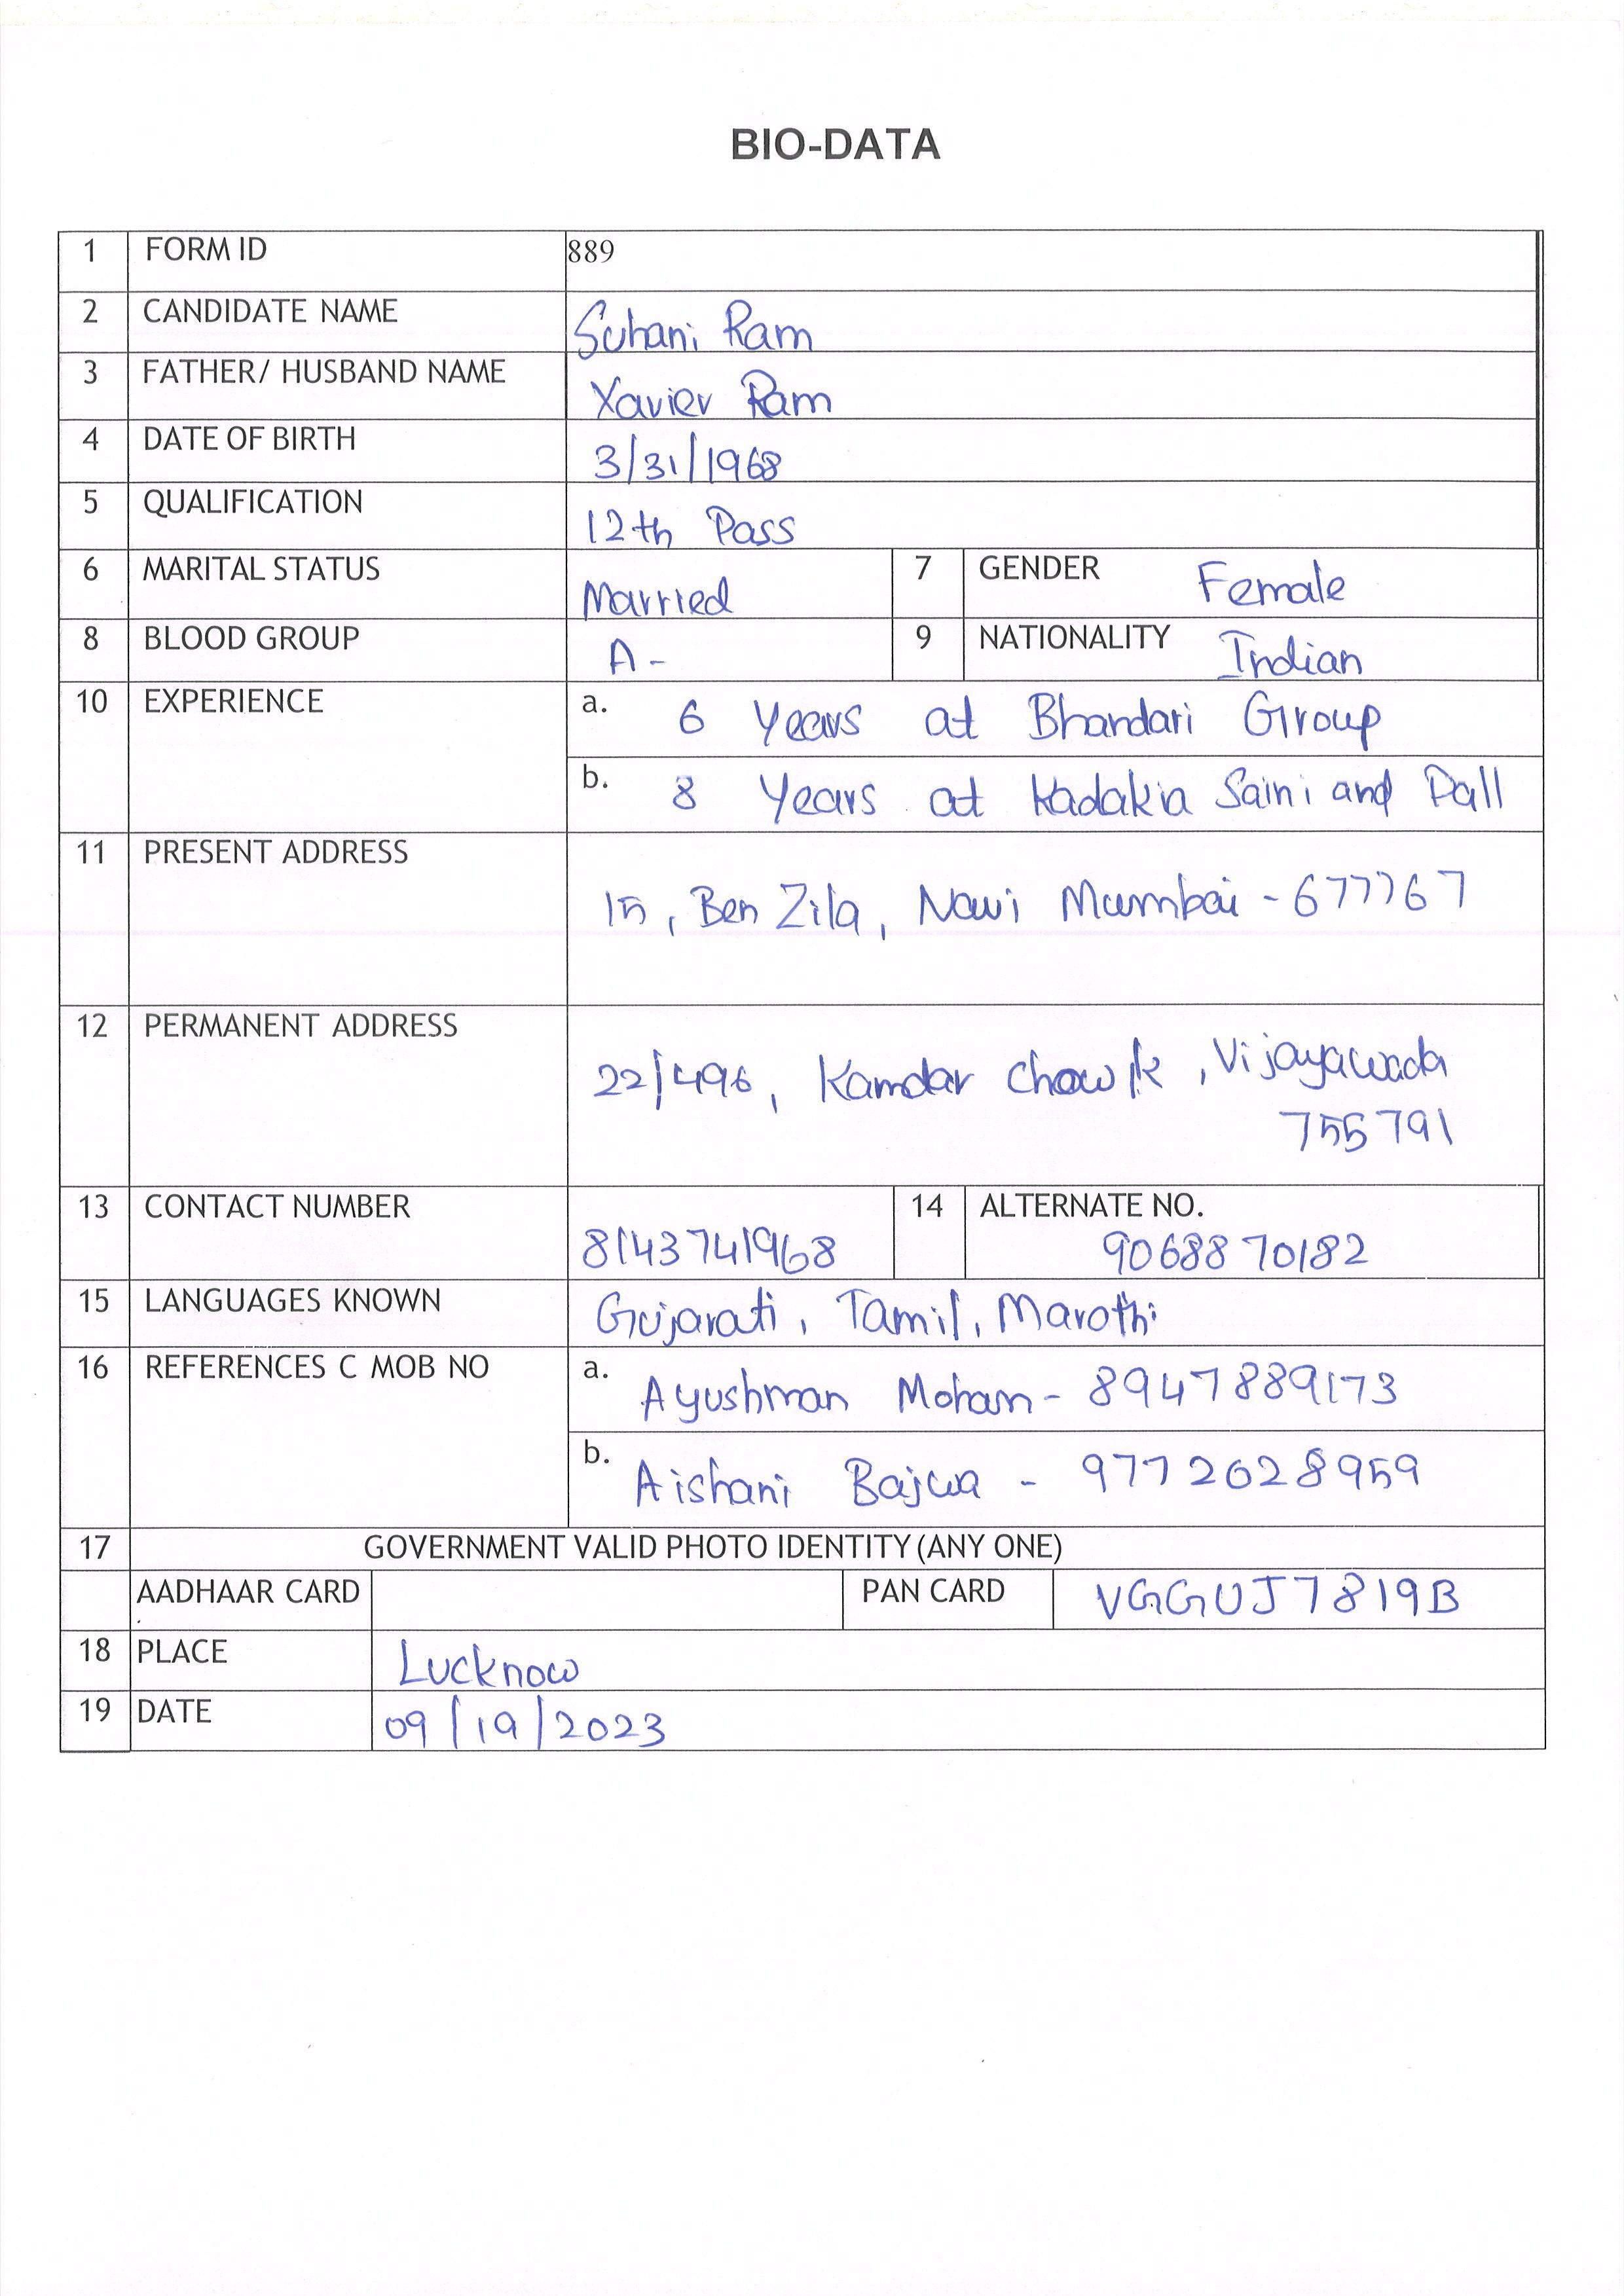 BIO-DATA
1 FORM ID 889
2 CANDIDATE NAME Suhani Ram
3 FATHER/ HUSBAND NAME Xavier Ram
4 DATE OF BIRTH 3/31/1968
5 QUALIFICATION 12th Pass
6 MARITAL STATUS Married 7 GENDER Female
8 BLOOD GROUP A- 9 NATIONALITY Indian
10 EXPERIENCE a. 6 Years at Bhandari Group
b. 8 Years at Kadakia Saini and Dall
11 PRESENT ADDRESS 15, Ben Zila, Navi Mumbai - 677767
12 PERMANENT ADDRESS 22/496, Kamdar Chowk, Vijayawada
755791
13 CONTACT NUMBER 8143741968 14 ALTERNATE NO. 9068870182
15 LANGUAGES KNOWN Gujarati, Tamil, Marathi
16 REFERENCES C MOB NO a. Ayushman Moham - 8947889173
b. Aishani Bajwa - 9772028959
17 GOVERNMENT VALID PHOTO IDENTITY (ANY ONE)
AADHAAR CARD PAN CARD VGGUJ7819B
18 PLACE Lucknow
19 DATE 09/19/2023